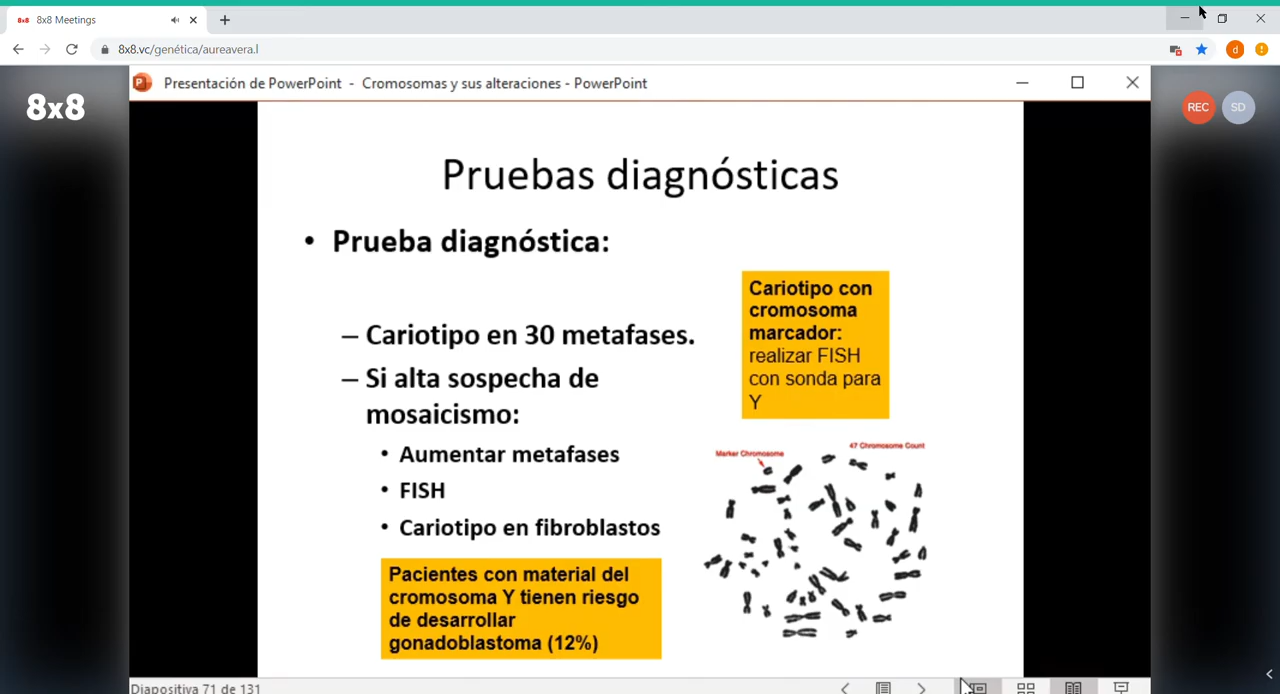 8x8 8x8 Meetings
8x8.vc/genética/aureavera.l
d
8x8
Presentación de PowerPoint - Cromosomas y sus alteraciones - PowerPoint
REC
SD
Pruebas diagnósticas
• Prueba diagnóstica:
– Cariotipo en 30 metafases.
– Si alta sospecha de
mosaicismo:
• Aumentar metafases
• FISH
• Cariotipo en fibroblastos
Pacientes con material del
cromosoma Y tienen riesgo
de desarrollar
gonadoblastoma (12%)
Cariotipo con
cromosoma
marcador:
realizar FISH
con sonda para
Y
Marker Chromosome
47 Chromosome Count
Diapositiva 71 de 131